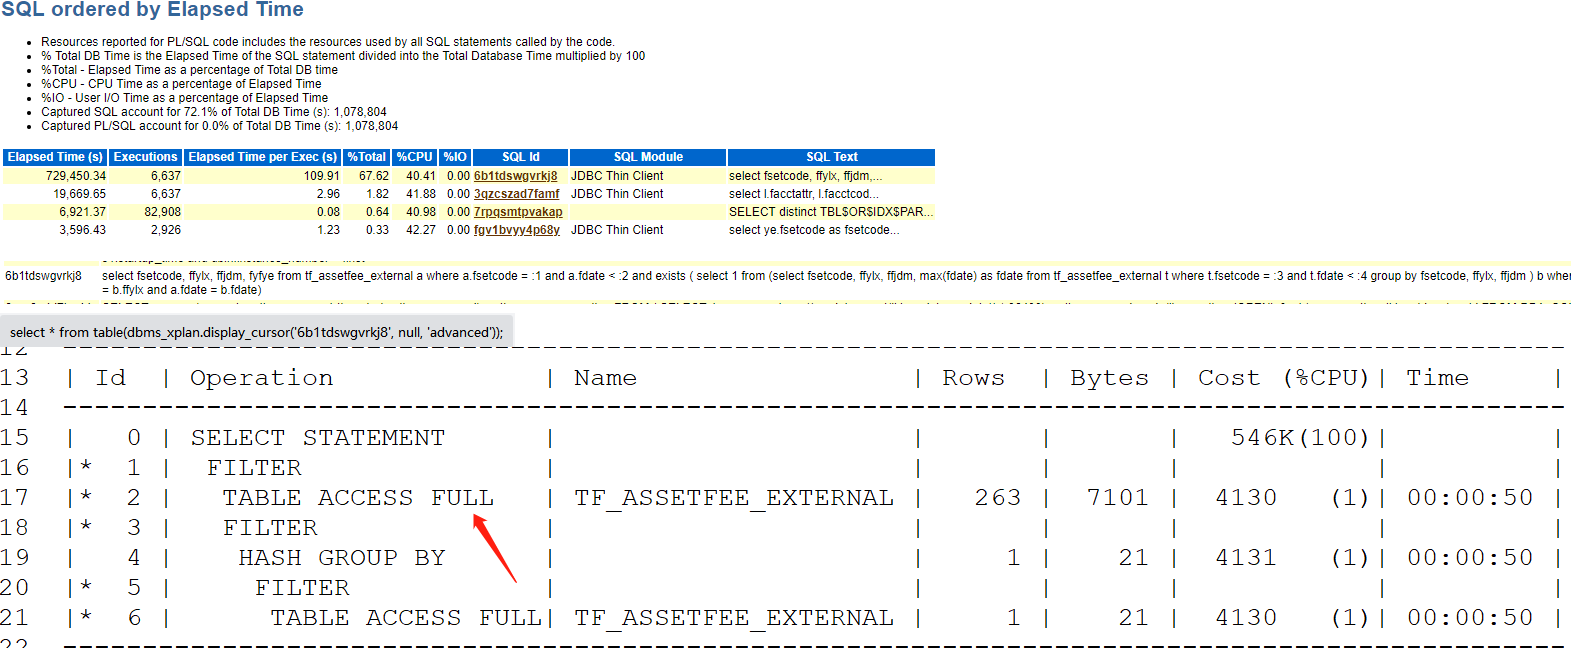 SQL ordered by Elapsed Time
• Resources reported for PL/SQL code includes the resources used by all SQL statements called by the code.
• % Total DB Time is the Elapsed Time of the SQL statement divided into the Total Database Time multiplied by 100
• %Total - Elapsed Time as a percentage of Total DB time
• %CPU - CPU Time as a percentage of Elapsed Time
• %IO - User I/O Time as a percentage of Elapsed Time
• Captured SQL account for 72.1% of Total DB Time (s): 1,078,804
• Captured PL/SQL account for 0.0% of Total DB Time (s): 1,078,804
Elapsed Time (s) Executions Elapsed Time per Exec (s) %Total %CPU %IO SQL Id SQL Module SQL Text
729,450.34 6,637 109.91 67.62 40.41 0.00 6b1tdswgvrkj8 JDBC Thin Client select fsetcode, ffylx, ffjdm,...
19,669.65 6,637 2.96 1.82 41.88 0.00 3qzcszad7famf JDBC Thin Client select l.facctattr, l.facctcod...
6,921.37 82,908 0.08 0.64 40.98 0.00 7rpqsmtpvakap SELECT distinct TBL$OR$IDX$PAR...
3,596.43 2,926 1.23 0.33 42.27 0.00 fgv1bvyy4p68y JDBC Thin Client select ye.fsetcode as fsetcode...
6b1tdswgvrkj8 select fsetcode, ffylx, ffjdm, fyfye from tf_assetfee_external a where a.fsetcode = :1 and a.fdate < :2 and exists ( select 1 from (select fsetcode, ffylx, ffjdm, max(fdate) as fdate from tf_assetfee_external t where t.fsetcode = :3 and t.fdate < :4 group by fsetcode, ffylx, ffjdm ) b wher
= b.ffylx and a.fdate = b.fdate)
select * from table(dbms_xplan.display_cursor('6b1tdswgvrkj8', null, 'advanced'));
12 ------------------------------------------------------------
13 | Id | Operation | Name | Rows | Bytes | Cost (%CPU)| Time |
14 ------------------------------------------------------------
15 | 0 | SELECT STATEMENT | | | | 546K(100)| |
16 |* 1 | FILTER | | | | | |
17 |* 2 | TABLE ACCESS FULL | TF_ASSETFEE_EXTERNAL | 263 | 7101 | 4130 (1)| 00:00:50 |
18 |* 3 | FILTER | | | | | |
19 | 4 | HASH GROUP BY | | 1 | 21 | 4131 (1)| 00:00:50 |
20 |* 5 | FILTER | | | | | |
21 |* 6 | TABLE ACCESS FULL| TF_ASSETFEE_EXTERNAL | 1 | 21 | 4130 (1)| 00:00:50 |
22 ------------------------------------------------------------